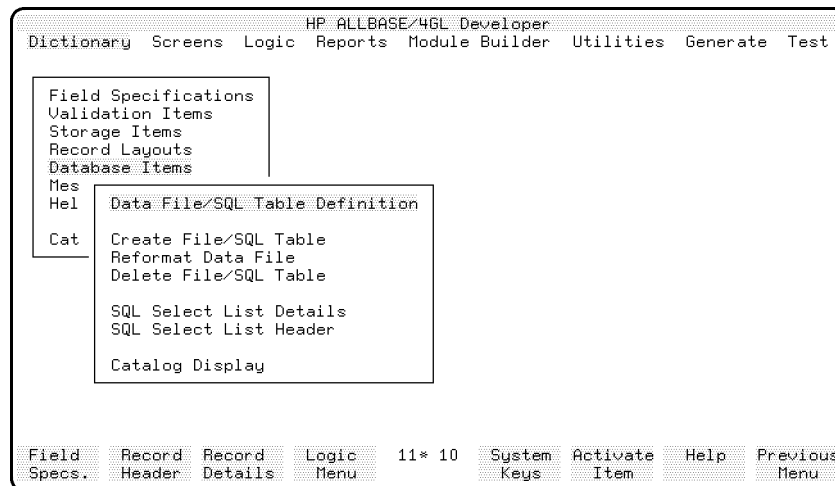 HP ALLBASE/4GL Developer
Dictionary Screens Logic Reports Module Builder Utilities Generate Test
Field Specifications
Validation Items
Storage Items
Record Layouts
Database Items
Mes
Hel
Cat
Data File/SQL Table Definition
Create File/SQL Table
Reformat Data File
Delete File/SQL Table
SQL Select List Details
SQL Select List Header
Catalog Display
Field Record Record Logic 11* 10 System Activate Help Previous
Specs. Header Details Menu Keys Item Menu